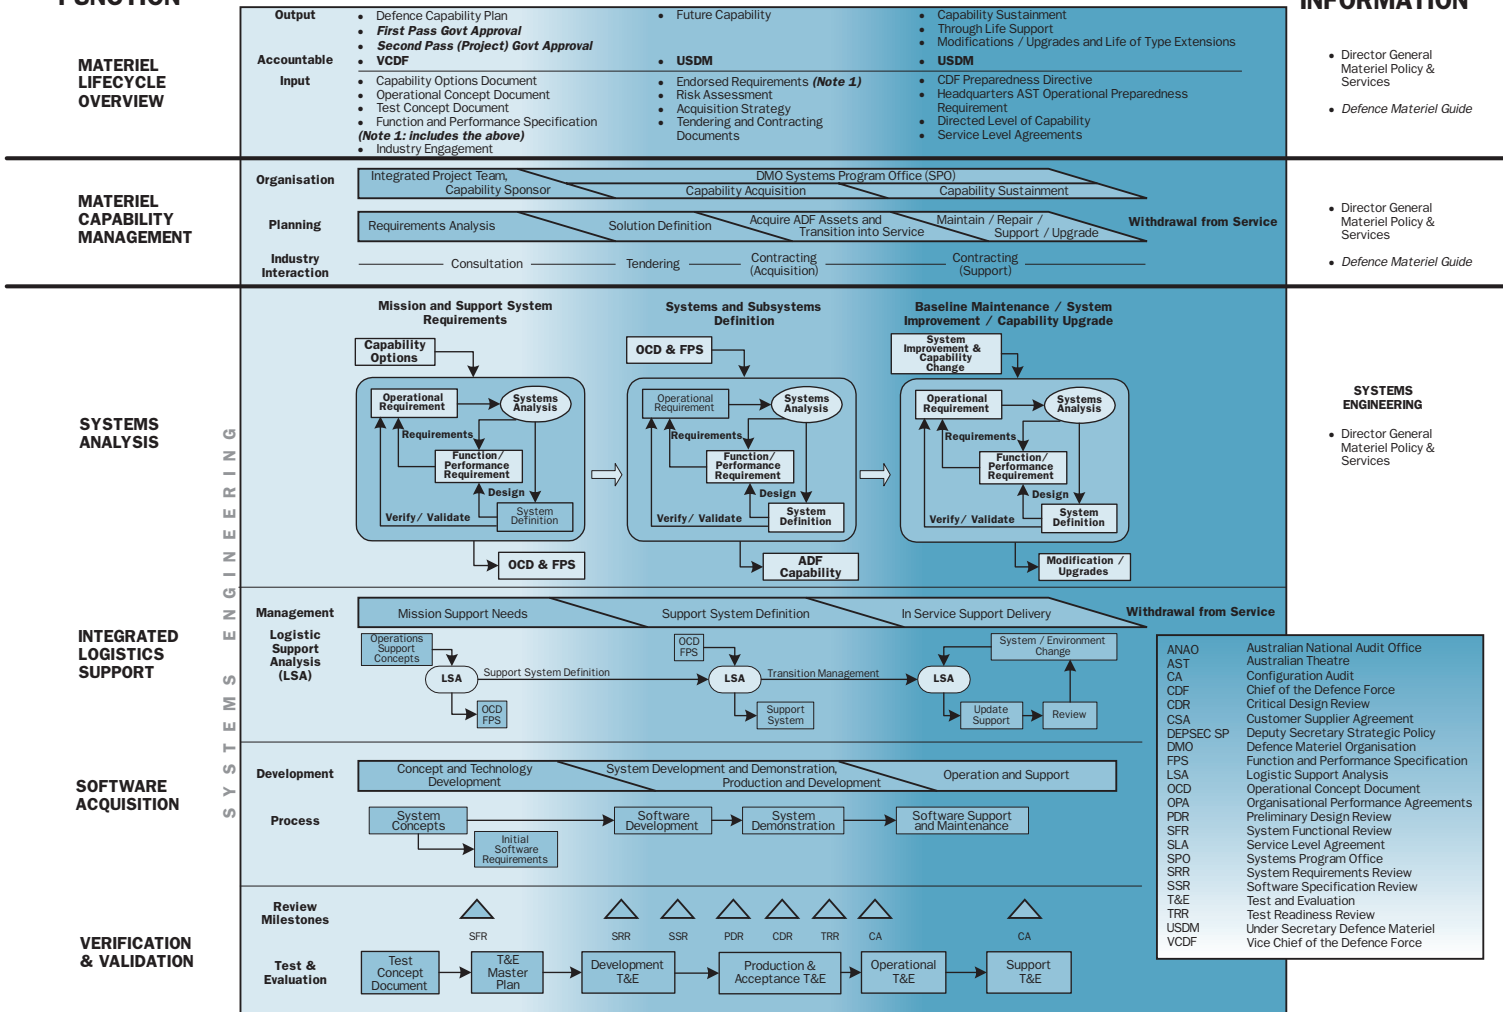 FUNCTION
INFORMATION
MATERIEL
LIFECYCLE
OVERVIEW
Output
• Defence Capability Plan
• First Pass Govt Approval
• Second Pass (Project) Govt Approval
• Future Capability
• Capability Sustainment
• Through Life Support
• Modifications / Upgrades and Life of Type Extensions
Accountable
• VCDF
• USDM
• USDM
Input
• Capability Options Document
• Operational Concept Document
• Test Concept Document
• Function and Performance Specification
(Note 1: includes the above)
• Industry Engagement
• Endorsed Requirements (Note 1)
• Risk Assessment
• Acquisition Strategy
• Tendering and Contracting
Documents
• CDF Preparedness Directive
• Headquarters AST Operational Preparedness
Requirement
• Directed Level of Capability
• Service Level Agreements
• Director General
Materiel Policy &
Services
• Defence Materiel Guide
MATERIEL
CAPABILITY
MANAGEMENT
Organisation
Integrated Project Team,
Capability Sponsor
DMO Systems Program Office (SPO)
Capability Acquisition
Capability Sustainment
Planning
Requirements Analysis
Solution Definition
Acquire ADF Assets and
Transition into Service
Maintain / Repair /
Support / Upgrade
Withdrawal from Service
Industry
Interaction
Consultation
Tendering
Contracting
(Acquisition)
Contracting
(Support)
• Director General
Materiel Policy &
Services
• Defence Materiel Guide
SYSTEMS ENGINEERING
SYSTEMS
ANALYSIS
Mission and Support System
Requirements
Capability
Options
Operational
Requirement
Systems
Analysis
Requirements
Function/
Performance
Requirement
Design
System
Definition
Verify/ Validate
OCD & FPS
Systems and Subsystems
Definition
OCD & FPS
Operational
Requirement
Systems
Analysis
Requirements
Function/
Performance
Requirement
Design
System
Definition
Verify/ Validate
ADF
Capability
Baseline Maintenance / System
Improvement / Capability Upgrade
System
Improvement &
Capability
Change
Operational
Requirement
Systems
Analysis
Requirements
Function/
Performance
Requirement
Design
System
Definition
Verify/ Validate
Modification /
Upgrades
SYSTEMS
ENGINEERING
• Director General
Materiel Policy &
Services
INTEGRATED
LOGISTICS
SUPPORT
Management
Mission Support Needs
Support System Definition
In Service Support Delivery
Withdrawal from Service
Logistic
Support
Analysis
(LSA)
Operations
Support
Concepts
LSA
OCD
FPS
Support System Definition
OCD
FPS
LSA
Support
System
Transition Management
LSA
System / Environment
Change
Update
Support
Review
SOFTWARE
ACQUISITION
Development
Concept and Technology
Development
System Development and Demonstration,
Production and Development
Operation and Support
Process
System
Concepts
Initial
Software
Requirements
Software
Development
System
Demonstration
Software Support
and Maintenance
VERIFICATION
& VALIDATION
Review
Milestones
SFR
SRR
SSR
PDR
CDR
TRR
CA
CA
Test &
Evaluation
Test
Concept
Document
T&E
Master
Plan
Development
T&E
Production &
Acceptance T&E
Operational
T&E
Support
T&E
ANAO Australian National Audit Office
AST Australian Theatre
CA Configuration Audit
CDF Chief of the Defence Force
CDR Critical Design Review
CSA Customer Supplier Agreement
DEPSEC SP Deputy Secretary Strategic Policy
DMO Defence Materiel Organisation
FPS Function and Performance Specification
LSA Logistic Support Analysis
OCD Operational Concept Document
OPA Organisational Performance Agreements
PDR Preliminary Design Review
SFR System Functional Review
SLA Service Level Agreement
SPO Systems Program Office
SRR System Requirements Review
SSR Software Specification Review
T&E Test and Evaluation
TRR Test Readiness Review
USDM Under Secretary Defence Materiel
VCDF Vice Chief of the Defence Force